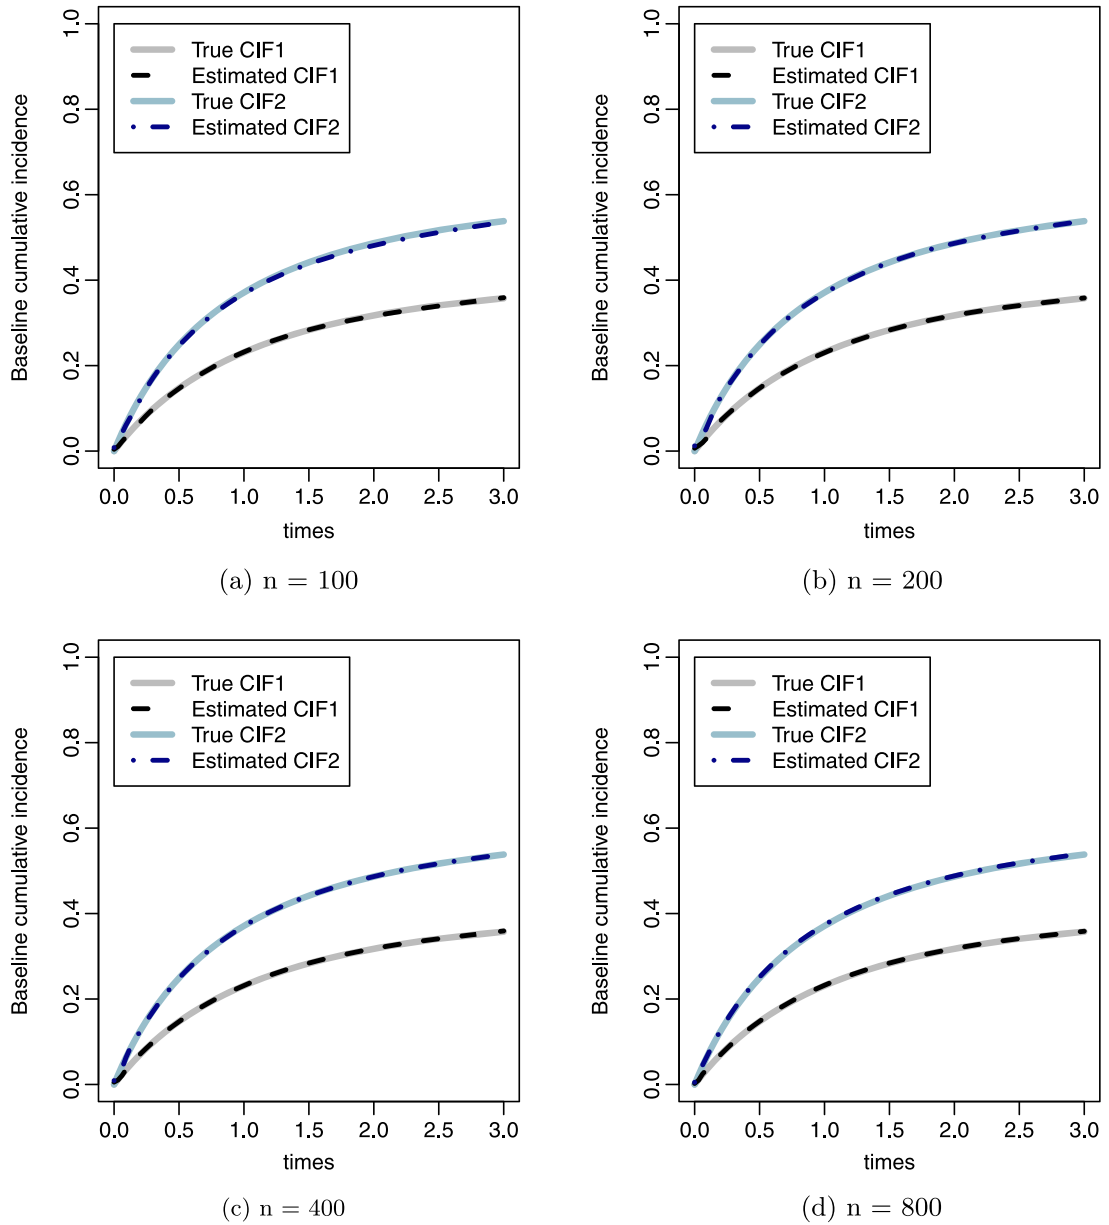 Baseline cumulative incidence
0.0 0.2 0.4 0.6 0.8 1.0
True CIF1
Estimated CIF1
True CIF2
Estimated CIF2
0.0 0.5 1.0 1.5 2.0 2.5 3.0
times
(a) n = 100
Baseline cumulative incidence
0.0 0.2 0.4 0.6 0.8 1.0
True CIF1
Estimated CIF1
True CIF2
Estimated CIF2
0.0 0.5 1.0 1.5 2.0 2.5 3.0
times
(b) n = 200
Baseline cumulative incidence
0.0 0.2 0.4 0.6 0.8 1.0
True CIF1
Estimated CIF1
True CIF2
Estimated CIF2
0.0 0.5 1.0 1.5 2.0 2.5 3.0
times
(c) n = 400
Baseline cumulative incidence
0.0 0.2 0.4 0.6 0.8 1.0
True CIF1
Estimated CIF1
True CIF2
Estimated CIF2
0.0 0.5 1.0 1.5 2.0 2.5 3.0
times
(d) n = 800